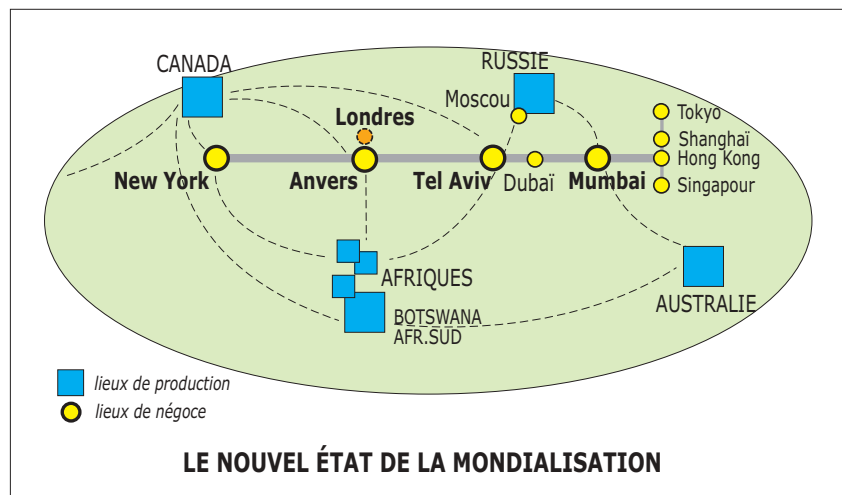 CANADA
RUSSIE
Moscou
Londres
Tokyo
Shanghaï
Hong Kong
Singapour
New York
Anvers
Tel Aviv
Dubaï
Mumbai
AFRIQUES
BOTSWANA
AFR.SUD
AUSTRALIE
lieux de production
lieux de négoce
LE NOUVEL ÉTAT DE LA MONDIALISATION